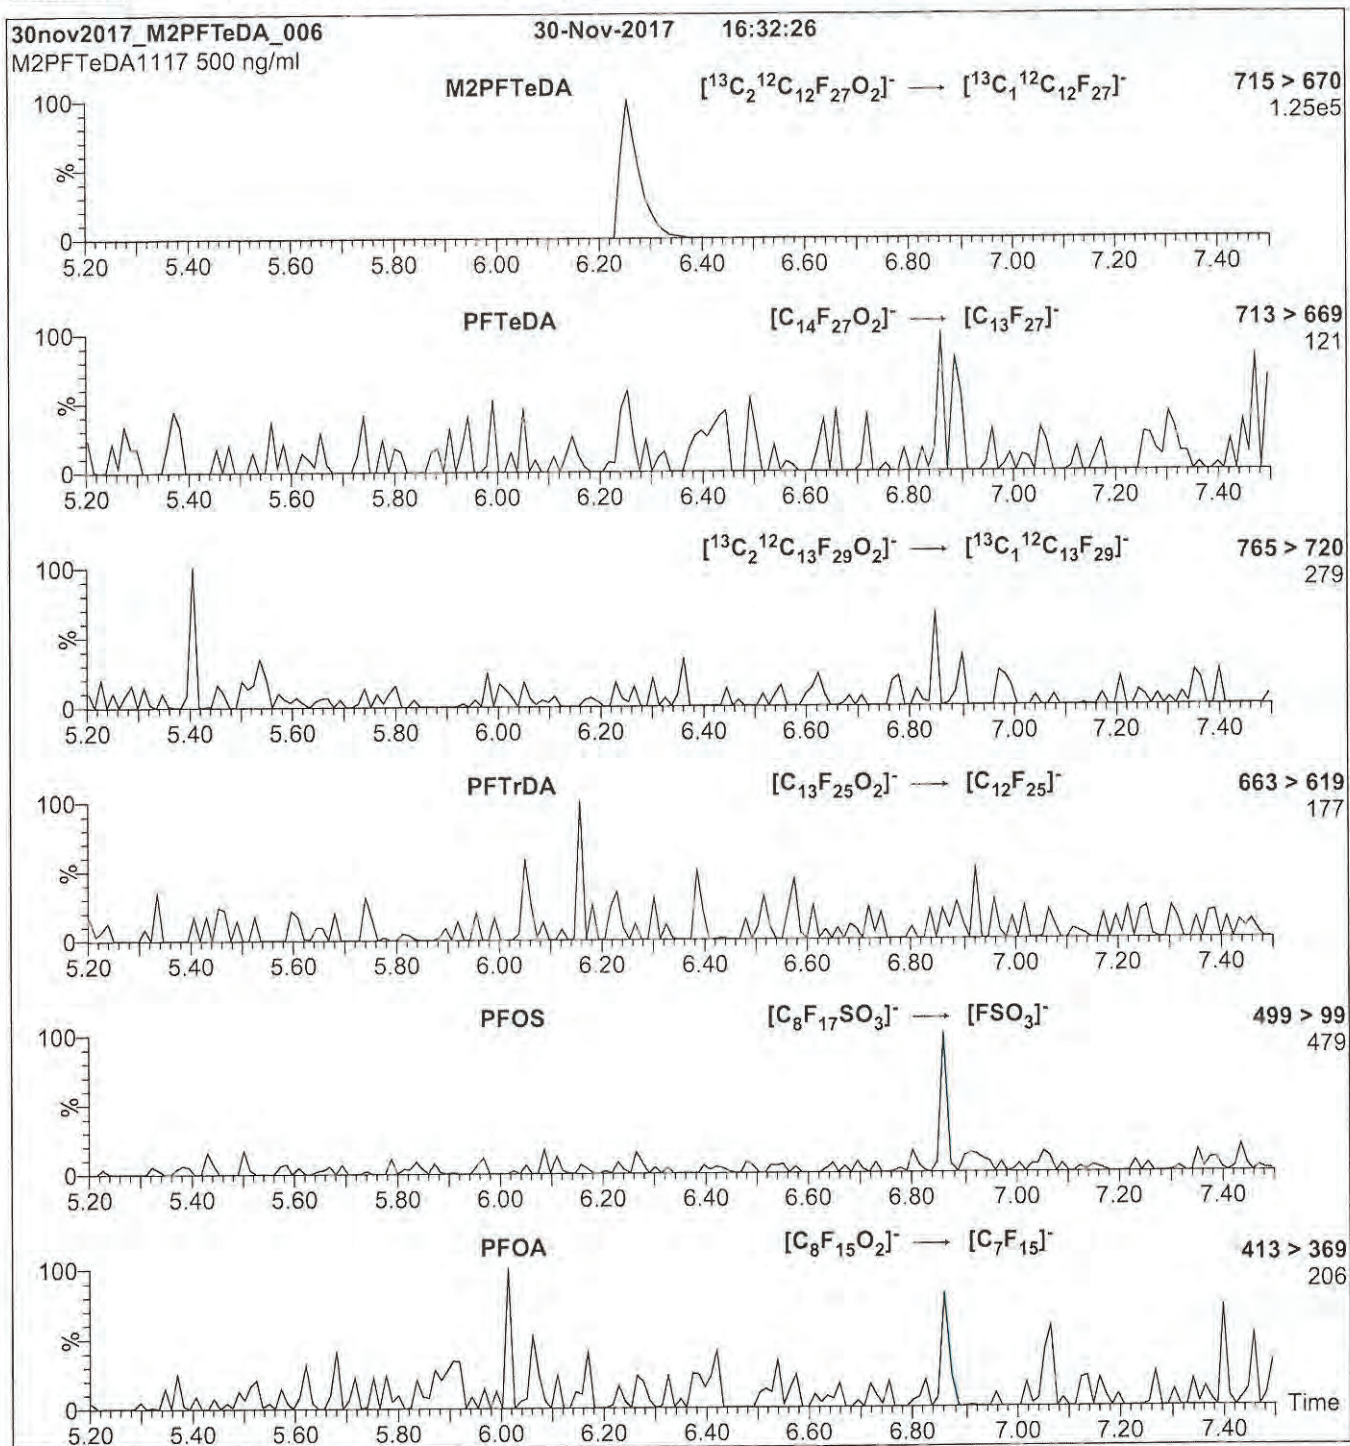 30nov2017_M2PFTeDA_006 30-Nov-2017 16:32:26
M2PFTeDA1117 500 ng/ml
M2PFTeDA [¹³C₂¹²C₁₂F₂₇O₂]⁻ → [¹³C₁¹²C₁₂F₂₇]⁻ 715 > 670
1.25e5
100
%
0
5.20 5.40 5.60 5.80 6.00 6.20 6.40 6.60 6.80 7.00 7.20 7.40
PFTeDA [C₁₄F₂₇O₂]⁻ → [C₁₃F₂₇]⁻ 713 > 669
121
100
%
0
5.20 5.40 5.60 5.80 6.00 6.20 6.40 6.60 6.80 7.00 7.20 7.40
[¹³C₂¹²C₁₃F₂₉O₂]⁻ → [¹³C₁¹²C₁₃F₂₉]⁻ 765 > 720
279
100
%
0
5.20 5.40 5.60 5.80 6.00 6.20 6.40 6.60 6.80 7.00 7.20 7.40
PFTrDA [C₁₃F₂₅O₂]⁻ → [C₁₂F₂₅]⁻ 663 > 619
177
100
%
0
5.20 5.40 5.60 5.80 6.00 6.20 6.40 6.60 6.80 7.00 7.20 7.40
PFOS [C₈F₁₇SO₃]⁻ → [FSO₃]⁻ 499 > 99
479
100
%
0
5.20 5.40 5.60 5.80 6.00 6.20 6.40 6.60 6.80 7.00 7.20 7.40
PFOA [C₈F₁₅O₂]⁻ → [C₇F₁₅]⁻ 413 > 369
206
100
%
0
Time
5.20 5.40 5.60 5.80 6.00 6.20 6.40 6.60 6.80 7.00 7.20 7.40